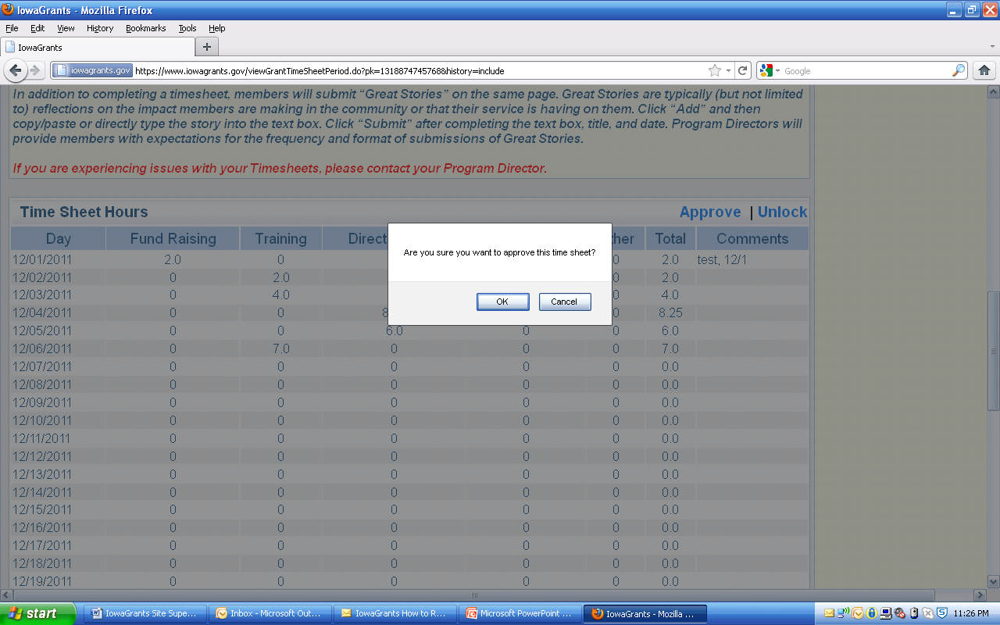 IowaGrants - Mozilla Firefox
File Edit View History Bookmarks Tools Help
IowaGrants
iowagrants.gov https://www.iowagrants.gov/viewGrantTimeSheetPeriod.do?pk=1318874745768&history=include Google
In addition to completing a timesheet, members will submit “Great Stories” on the same page. Great Stories are typically (but not limited
to) reflections on the impact members are making in the community or that their service is having on them. Click “Add” and then
copy/paste or directly type the story into the text box. Click “Submit” after completing the text box, title, and date. Program Directors will
provide members with expectations for the frequency and format of submissions of Great Stories.
If you are experiencing issues with your Timesheets, please contact your Program Director.
Time Sheet Hours Approve | Unlock
Day Fund Raising Training Total Comments
12/01/2011 2.0 0 0 2.0 test, 12/1
12/02/2011 0 2.0 0 2.0
12/03/2011 0 4.0 0 4.0
12/04/2011 0 0 8 0 8.25
12/05/2011 0 0 6.0 0 0 6.0
12/06/2011 0 7.0 0 0 0 7.0
12/07/2011 0 0 0 0 0 0.0
12/08/2011 0 0 0 0 0 0.0
12/09/2011 0 0 0 0 0 0.0
12/10/2011 0 0 0 0 0 0.0
12/11/2011 0 0 0 0 0 0.0
12/12/2011 0 0 0 0 0 0.0
12/13/2011 0 0 0 0 0 0.0
12/14/2011 0 0 0 0 0 0.0
12/15/2011 0 0 0 0 0 0.0
12/16/2011 0 0 0 0 0 0.0
12/17/2011 0 0 0 0 0 0.0
12/18/2011 0 0 0 0 0 0.0
12/19/2011 0 0 0 0 0 0.0
Are you sure you want to approve this time sheet?
OK Cancel
start IowaGrants Site Supe... Inbox - Microsoft Out... IowaGrants How to R... Microsoft PowerPoint ... IowaGrants - Mozilla ... 11:26 PM